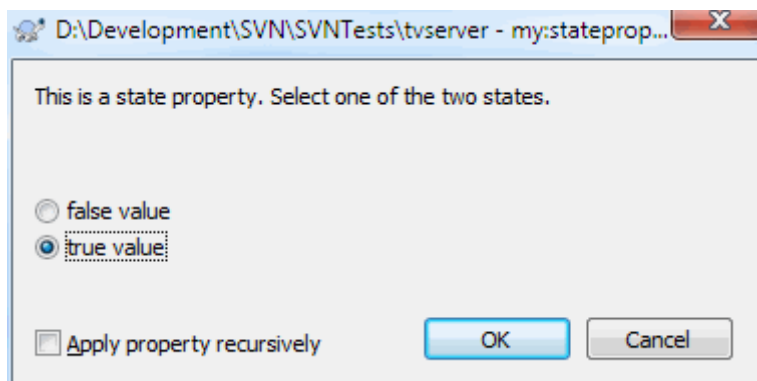 D:\Development\SVN\SVNTests\tvserver - my:stateprop...
This is a state property. Select one of the two states.
false value
true value
Apply property recursively
OK
Cancel